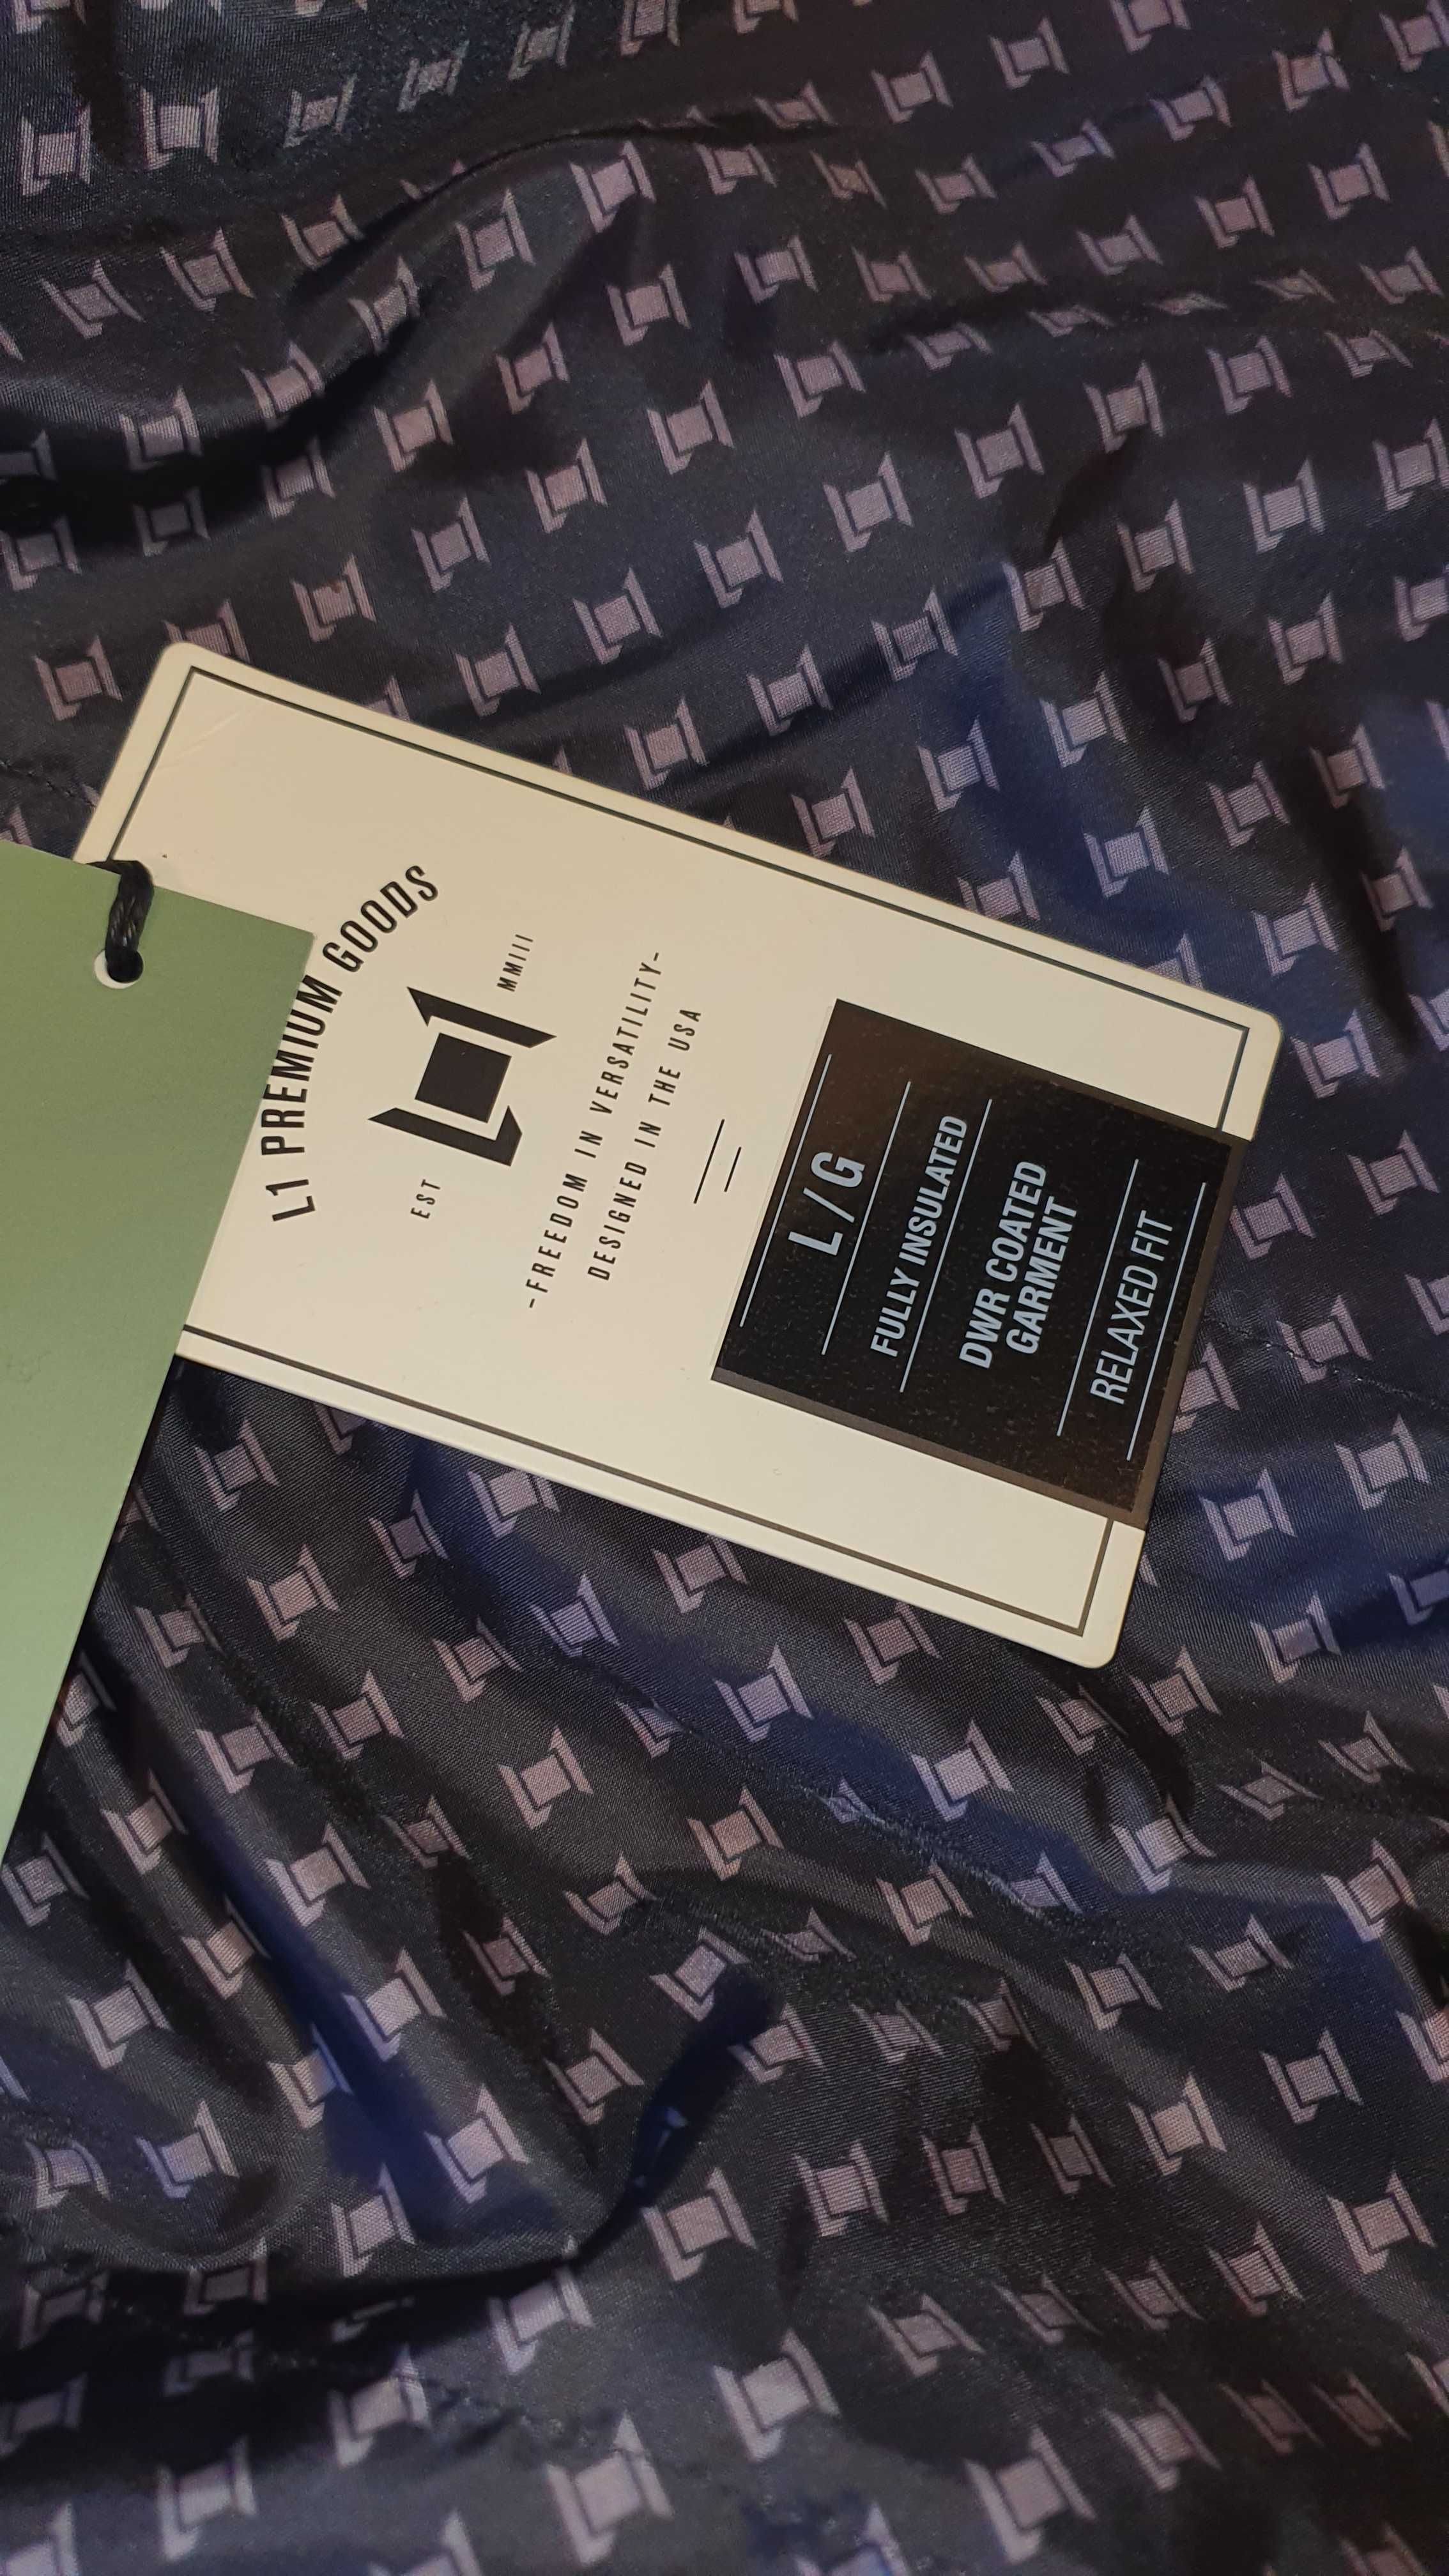 L1 PREMIUM GOODS
EST MMIII
-FREEDOM IN VERSATILITY-
DESIGNED IN THE USA
L/G
FULLY INSULATED
DWR COATED
GARMENT
RELAXED FIT